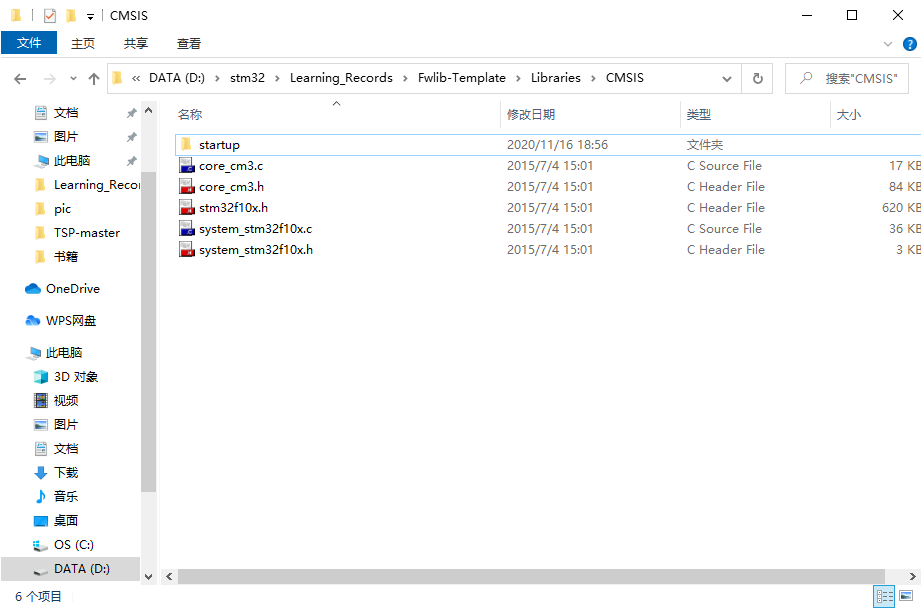 CMSIS
文件 主页 共享 查看
« DATA (D:) › stm32 › Learning_Records › Fwlib-Template › Libraries › CMSIS 搜索"CMSIS"
名称 修改日期 类型 大小
startup 2020/11/16 18:56 文件夹
core_cm3.c 2015/7/4 15:01 C Source File 17 KB
core_cm3.h 2015/7/4 15:01 C Header File 84 KB
stm32f10x.h 2015/7/4 15:01 C Header File 620 KB
system_stm32f10x.c 2015/7/4 15:01 C Source File 36 KB
system_stm32f10x.h 2015/7/4 15:01 C Header File 3 KB
文档
图片
此电脑
Learning_Recor
pic
TSP-master
书籍
OneDrive
WPS网盘
此电脑
3D 对象
视频
图片
文档
下载
音乐
桌面
OS (C:)
DATA (D:)
6 个项目